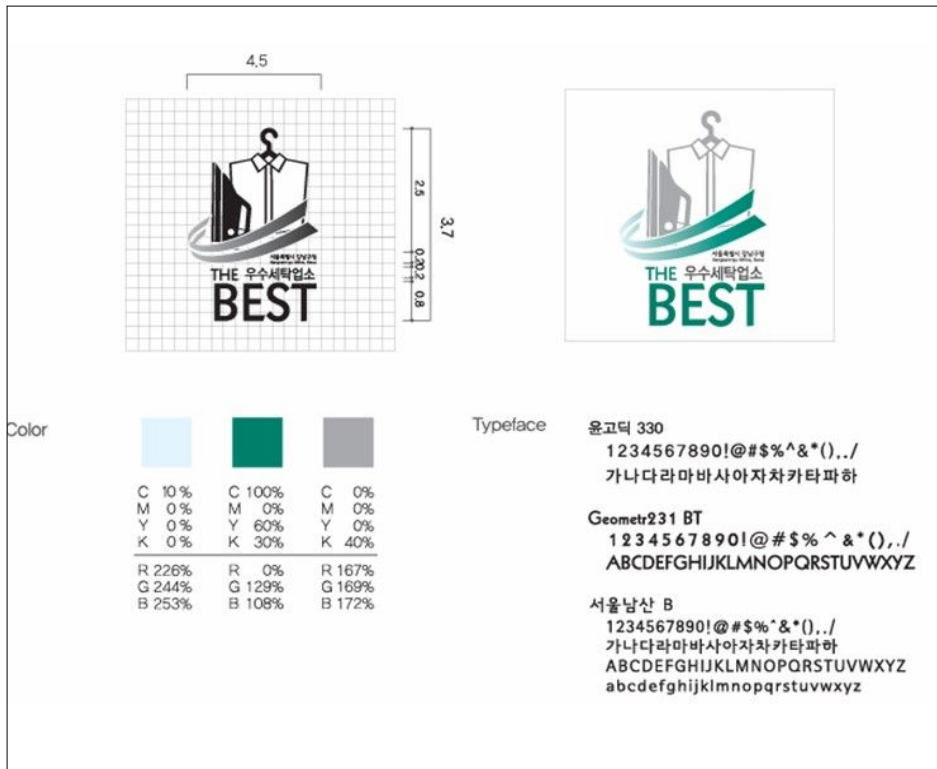 4.5
2.5
3.7
0.2
0.2
0.8
서울특별시 강남구청
THE 우수세탁업소
BEST
서울특별시 강남구청
THE 우수세탁업소
BEST
Color
C 10 % C 100% C 0%
M 0 % M 0% M 0%
Y 0 % Y 60% Y 0%
K 0 % K 30% K 40%
R 226% R 0% R 167%
G 244% G 129% G 169%
B 253% B 108% B 172%
Typeface
윤고딕 330
1234567890!@#$%^&*(),./
가나다라마바사아자차카타파하
Geometr231 BT
1234567890!@#$%^&*(),./
ABCDEFGHIJKLMNOPQRSTUVWXYZ
서울남산 B
1234567890!@#$%^&*(),./
가나다라마바사아자차카타파하
ABCDEFGHIJKLMNOPQRSTUVWXYZ
abcdefghijklmnopqrstuvwxyz